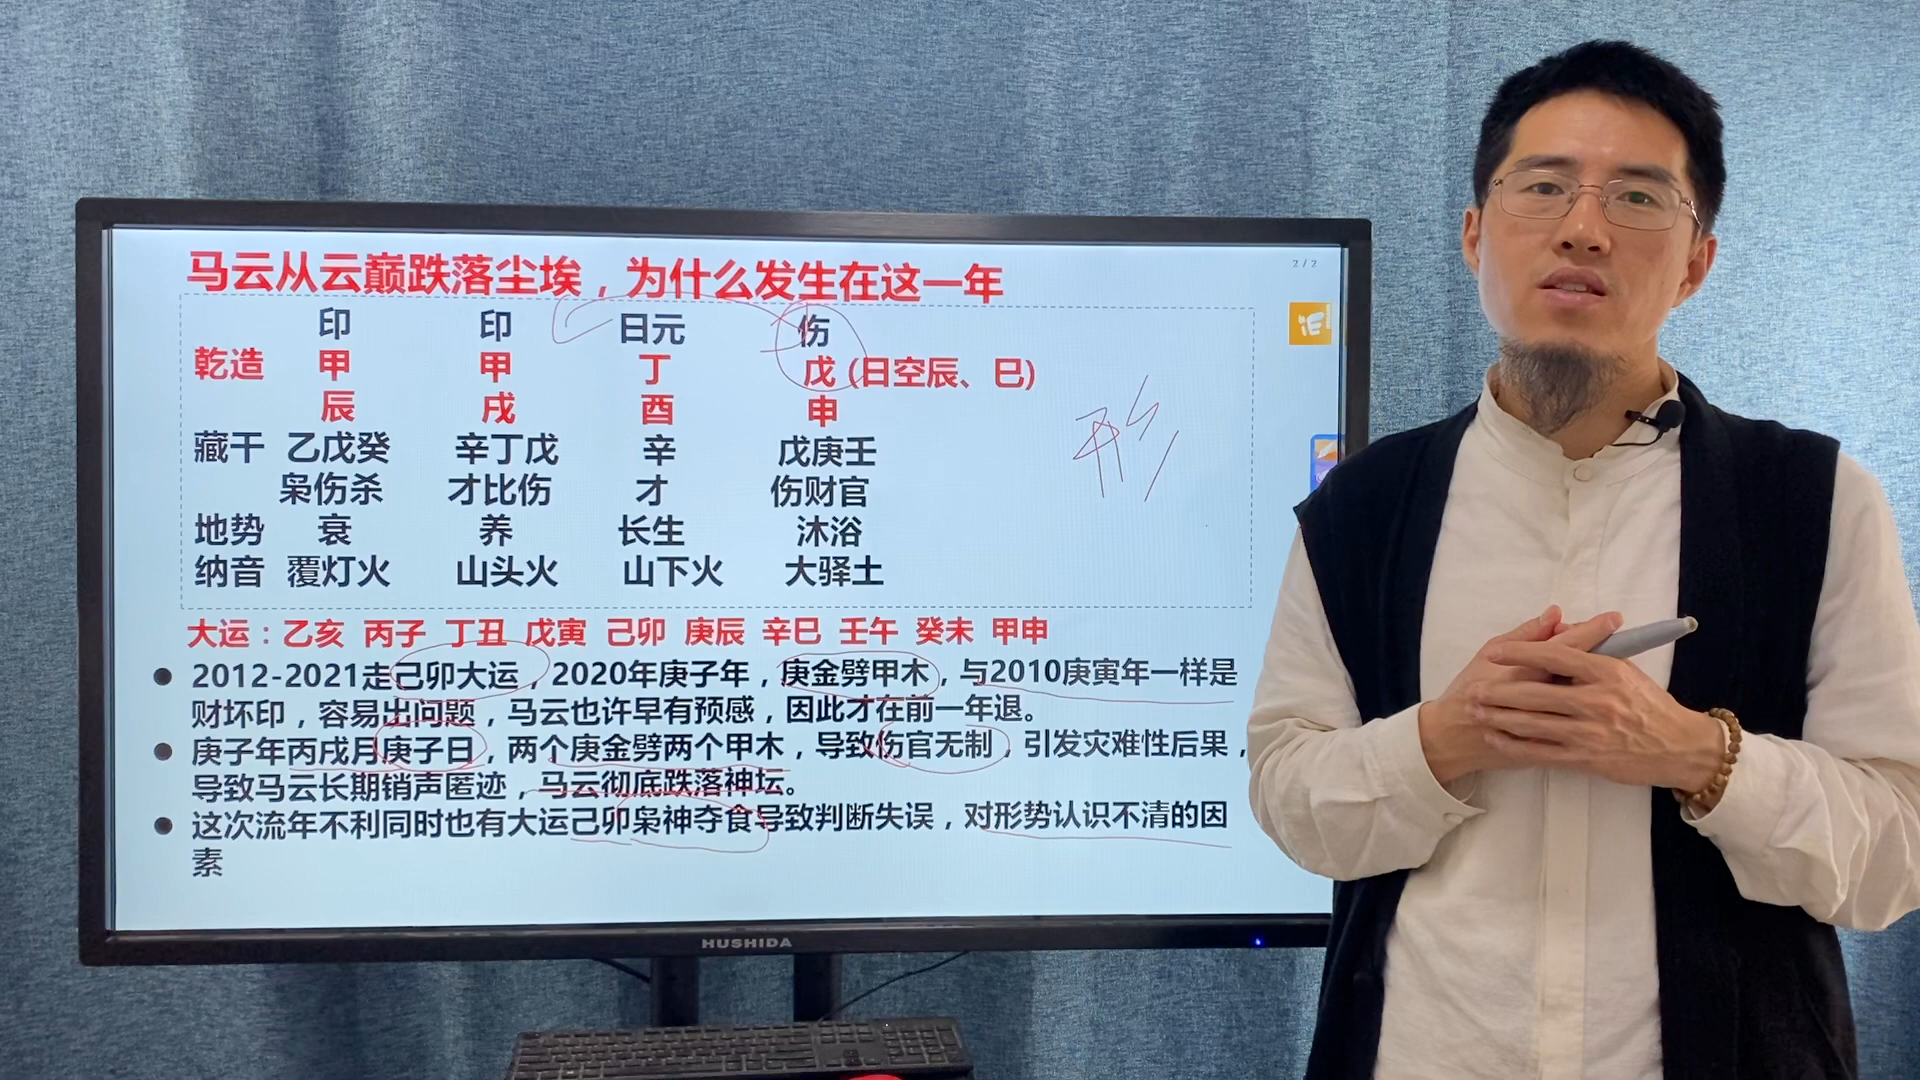 马云从云巅跌落尘埃，为什么发生在这一年
2 / 2
印 印 日元 伤
乾造 甲 甲 丁 戊(日空辰、巳)
辰 戌 酉 申
藏干 乙戊癸 辛丁戊 辛 戊庚壬
枭伤杀 才比伤 才 伤财官
地势 衰 养 长生 沐浴
纳音 覆灯火 山头火 山下火 大驿土
形
大运：乙亥 丙子 丁丑 戊寅 己卯 庚辰 辛巳 壬午 癸未 甲申
● 2012-2021走己卯大运，2020年庚子年，庚金劈甲木，与2010庚寅年一样是
财坏印，容易出问题，马云也许早有预感，因此才在前一年退。
● 庚子年丙戌月庚子日，两个庚金劈两个甲木，导致伤官无制，引发灾难性后果，
导致马云长期销声匿迹，马云彻底跌落神坛。
● 这次流年不利同时也有大运己卯枭神夺食导致判断失误，对形势认识不清的因
素
HUSHIDA